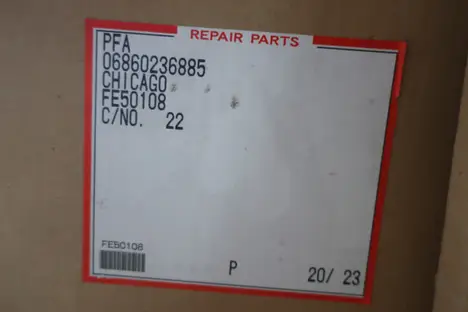 REPAIR PARTS
PFA
06860236885
CHICAGO
FE50108
C/NO. 22
FE50108
P 20/ 23